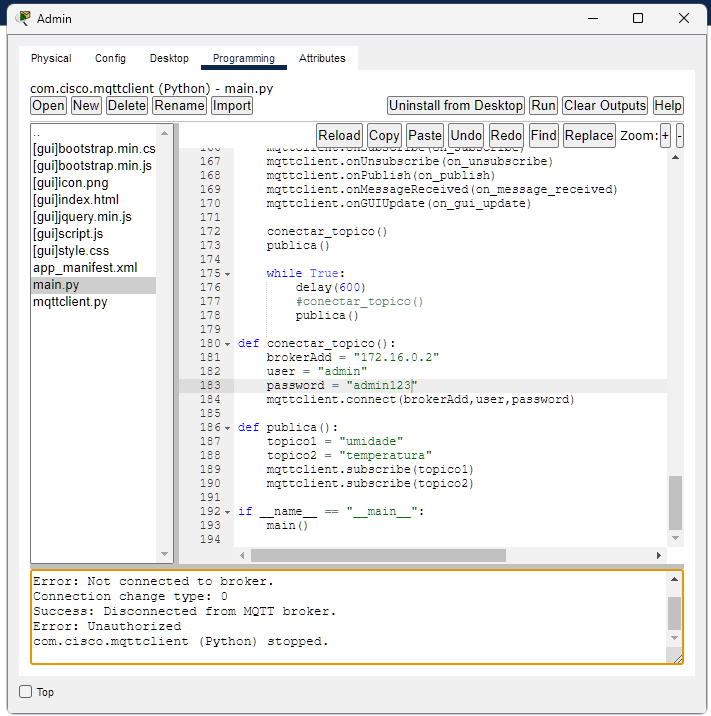 Admin
Physical Config Desktop Programming Attributes
com.cisco.mqttclient (Python) - main.py
Open New Delete Rename Import Uninstall from Desktop Run Clear Outputs Help
Reload Copy Paste Undo Redo Find Replace Zoom: + -
..
[gui]bootstrap.min.cs
[gui]bootstrap.min.js
[gui]icon.png
[gui]index.html
[gui]jquery.min.js
[gui]script.js
[gui]style.css
app_manifest.xml
main.py
mqttclient.py
166 mqttclient.onSubscribe(on_subscribe)
167 mqttclient.onUnsubscribe(on_unsubscribe)
168 mqttclient.onPublish(on_publish)
169 mqttclient.onMessageReceived(on_message_received)
170 mqttclient.onGUIUpdate(on_gui_update)
171
172 conectar_topico()
173 publica()
174
175 while True:
176 delay(600)
177 #conectar_topico()
178 publica()
179
180 def conectar_topico():
181 brokerAdd = "172.16.0.2"
182 user = "admin"
183 password = "admin123"
184 mqttclient.connect(brokerAdd,user,password)
185
186 def publica():
187 topico1 = "umidade"
188 topico2 = "temperatura"
189 mqttclient.subscribe(topico1)
190 mqttclient.subscribe(topico2)
191
192 if __name__ == "__main__":
193 main()
194
Error: Not connected to broker.
Connection change type: 0
Success: Disconnected from MQTT broker.
Error: Unauthorized
com.cisco.mqttclient (Python) stopped.
Top